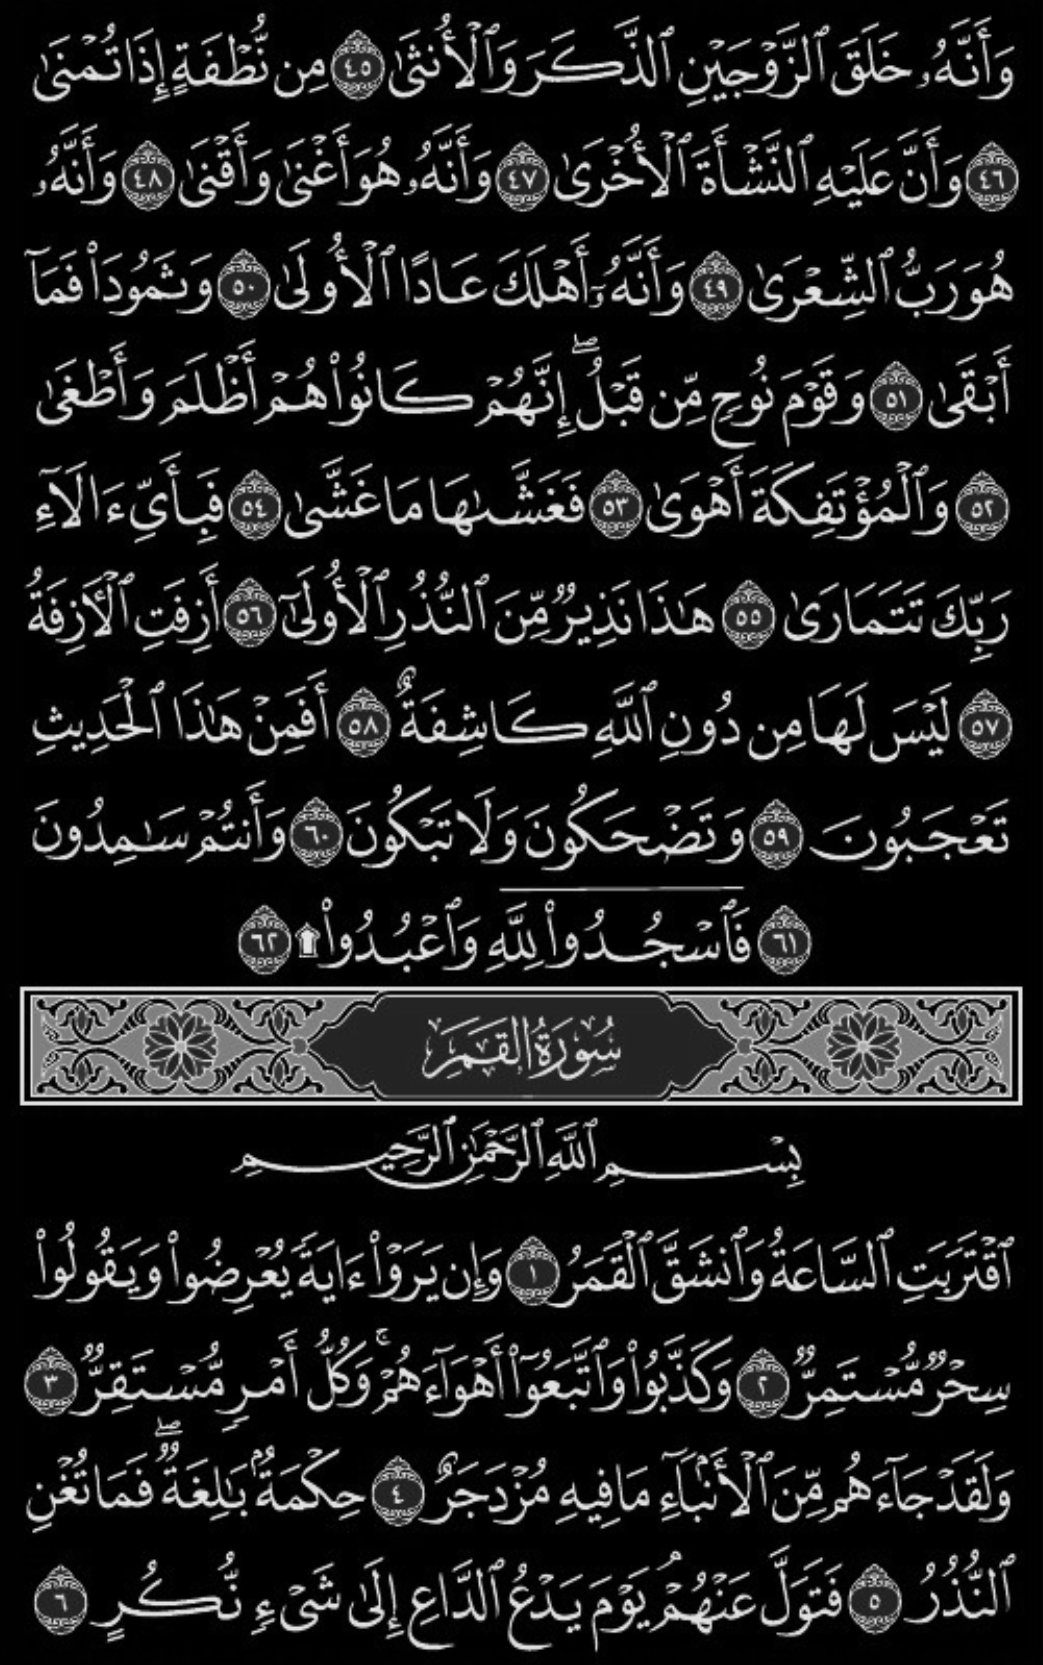 وَأَنَّهُۥ خَلَقَ ٱلزَّوۡجَيۡنِ ٱلذَّكَرَ وَٱلۡأُنثَىٰ ٤٥ مِن نُّطۡفَةٍ إِذَا تُمۡنَىٰ
٤٦ وَأَنَّ عَلَيۡهِ ٱلنَّشۡأَةَ ٱلۡأُخۡرَىٰ ٤٧ وَأَنَّهُۥ هُوَ أَغۡنَىٰ وَأَقۡنَىٰ ٤٨ وَأَنَّهُۥ
هُوَ رَبُّ ٱلشِّعۡرَىٰ ٤٩ وَأَنَّهُۥٓ أَهۡلَكَ عَادًا ٱلۡأُولَىٰ ٥٠ وَثَمُودَاْ فَمَآ
أَبۡقَىٰ ٥١ وَقَوۡمَ نُوحٖ مِّن قَبۡلُۖ إِنَّهُمۡ كَانُواْ هُمۡ أَظۡلَمَ وَأَطۡغَىٰ
٥٢ وَٱلۡمُؤۡتَفِكَةَ أَهۡوَىٰ ٥٣ فَغَشَّىٰهَا مَا غَشَّىٰ ٥٤ فَبِأَيِّ ءَالَآءِ
رَبِّكَ تَتَمَارَىٰ ٥٥ هَٰذَا نَذِيرٞ مِّنَ ٱلنُّذُرِ ٱلۡأُولَىٰٓ ٥٦ أَزِفَتِ ٱلۡأٓزِفَةُ
٥٧ لَيۡسَ لَهَا مِن دُونِ ٱللَّهِ كَاشِفَةٌ ٥٨ أَفَمِنۡ هَٰذَا ٱلۡحَدِيثِ
تَعۡجَبُونَ ٥٩ وَتَضۡحَكُونَ وَلَا تَبۡكُونَ ٦٠ وَأَنتُمۡ سَٰمِدُونَ
٦١ فَٱسۡجُدُواْ لِلَّهِ وَٱعۡبُدُواْ۩ ٦٢
سُورَةُ القَمَرِ
بِسۡمِ ٱللَّهِ ٱلرَّحۡمَٰنِ ٱلرَّحِيمِ
ٱقۡتَرَبَتِ ٱلسَّاعَةُ وَٱنشَقَّ ٱلۡقَمَرُ ١ وَإِن يَرَوۡاْ ءَايَةٗ يُعۡرِضُواْ وَيَقُولُواْ
سِحۡرٞ مُّسۡتَمِرّٞ ٢ وَكَذَّبُواْ وَٱتَّبَعُوٓاْ أَهۡوَآءَهُمۡۚ وَكُلُّ أَمۡرٖ مُّسۡتَقِرّٞ ٣
وَلَقَدۡ جَآءَهُم مِّنَ ٱلۡأَنۢبَآءِ مَا فِيهِ مُزۡدَجَرٌ ٤ حِكۡمَةُۢ بَٰلِغَةٞۖ فَمَا تُغۡنِ
ٱلنُّذُرُ ٥ فَتَوَلَّ عَنۡهُمۡۘ يَوۡمَ يَدۡعُ ٱلدَّاعِ إِلَىٰ شَيۡءٖ نُّكُرٍ ٦